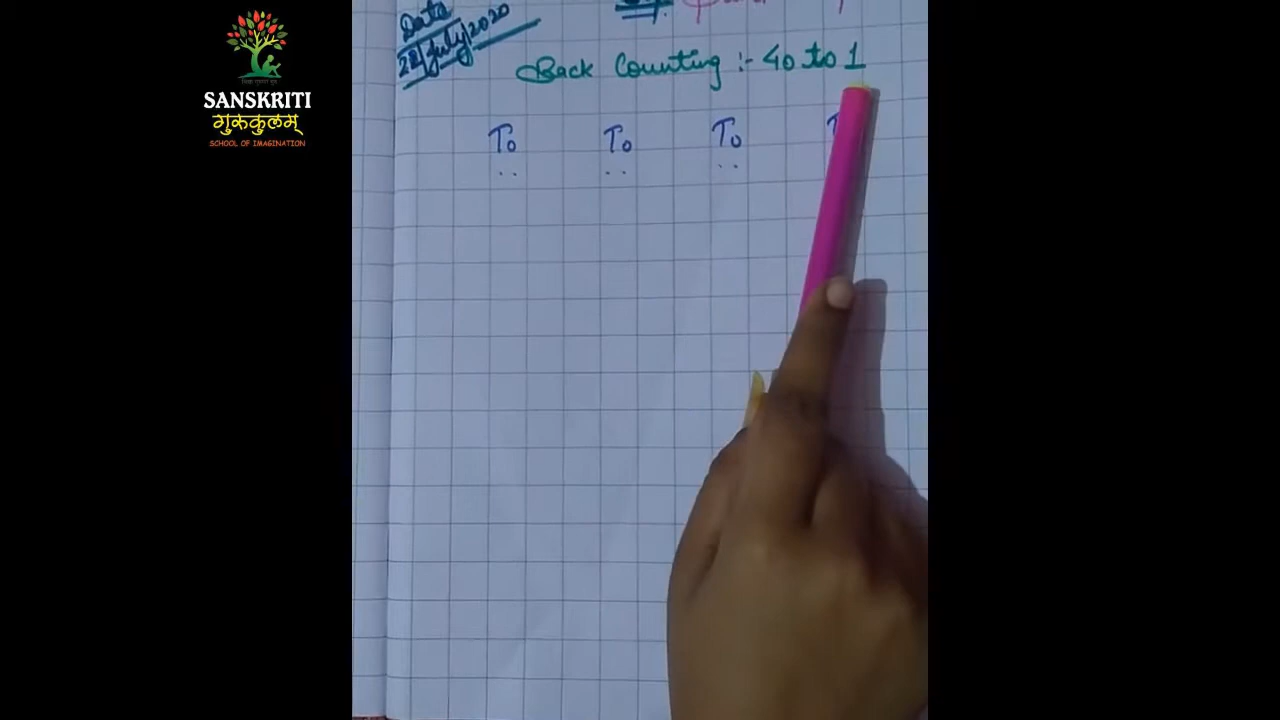 SANSKRITI
गुरुकुलम्
SCHOOL OF IMAGINATION
Date
28/July/2020
Back Counting :- 40 to 1
To To To T